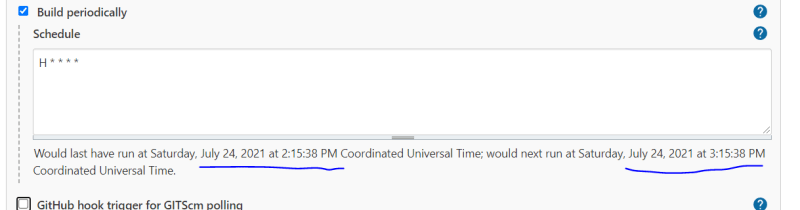 Build periodically
Schedule
H * * * *
Would last have run at Saturday, July 24, 2021 at 2:15:38 PM Coordinated Universal Time; would next run at Saturday, July 24, 2021 at 3:15:38 PM
Coordinated Universal Time.
GitHub hook trigger for GITScm polling